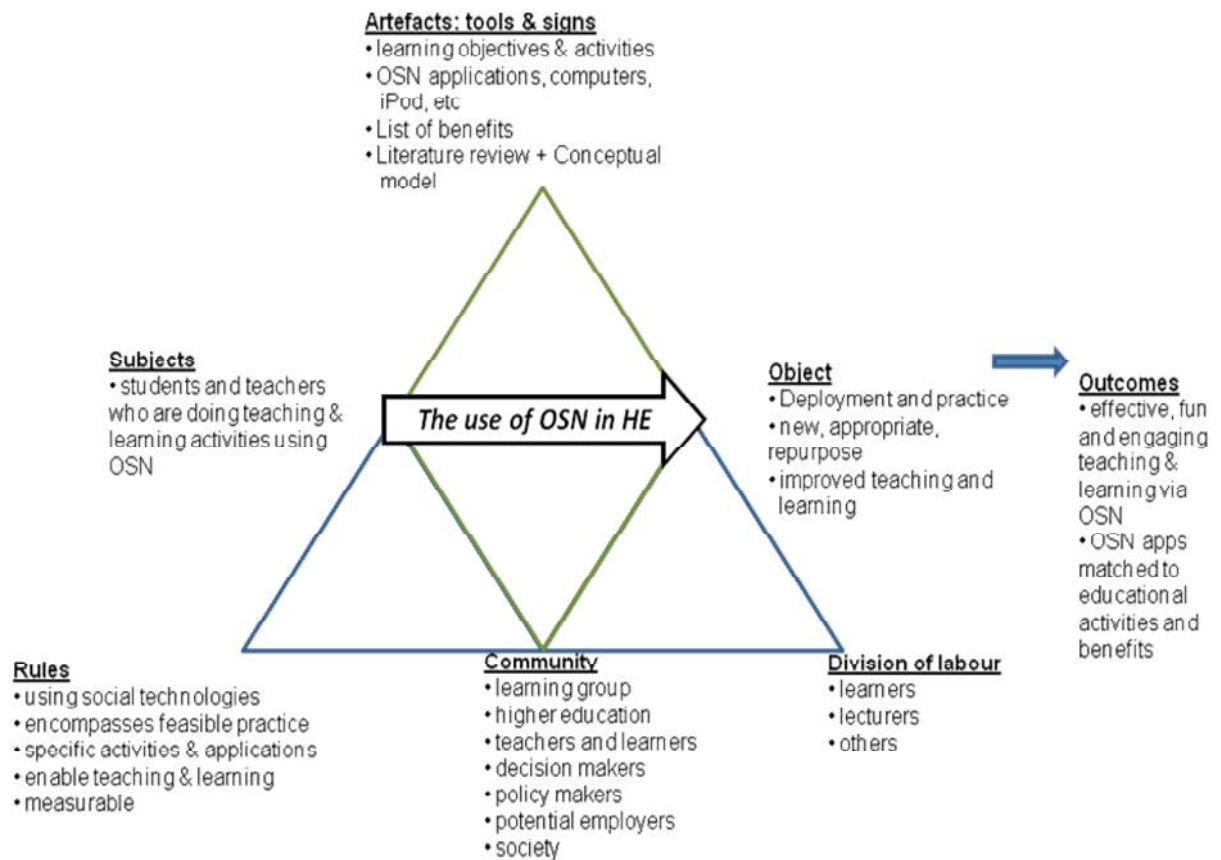 Artefacts: tools & signs
• learning objectives & activities
• OSN applications, computers,
iPod, etc
• List of benefits
• Literature review + Conceptual
model
Subjects
• students and teachers
who are doing teaching &
learning activities using
OSN
The use of OSN in HE
Object
• Deployment and practice
• new, appropriate,
repurpose
• improved teaching and
learning
Outcomes
• effective, fun
and engaging
teaching &
learning via
OSN
• OSN apps
matched to
educational
activities and
benefits
Rules
• using social technologies
• encompasses feasible practice
• specific activities & applications
• enable teaching & learning
• measurable
Community
• learning group
• higher education
• teachers and learners
• decision makers
• policy makers
• potential employers
• society
Division of labour
• learners
• lecturers
• others